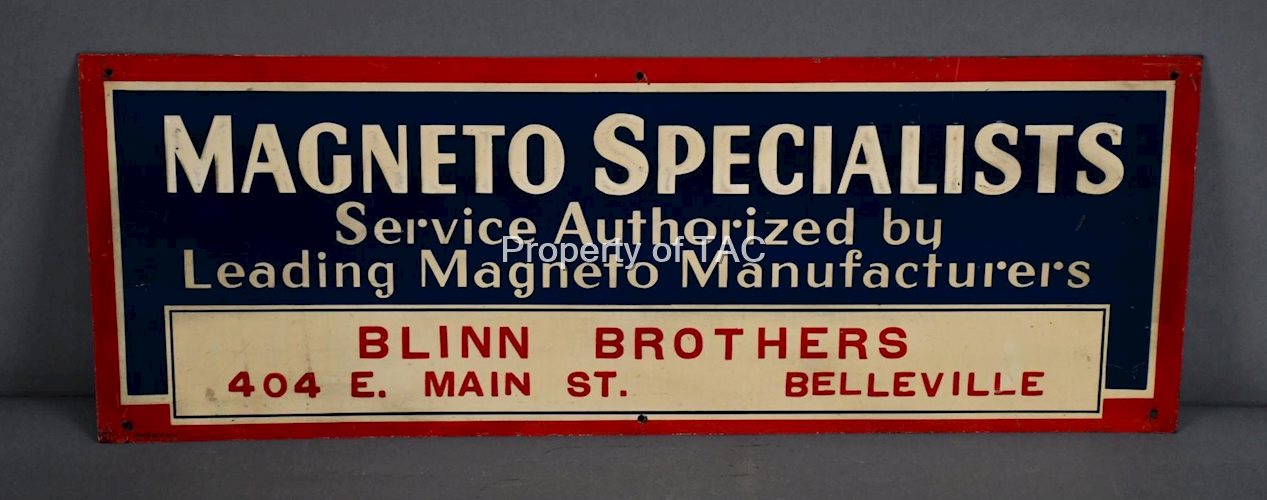 MAGNETO SPECIALISTS
Service Authorized by
Property of TAC
Leading Magneto Manufacturers
BLINN BROTHERS
404 E. MAIN ST. BELLEVILLE